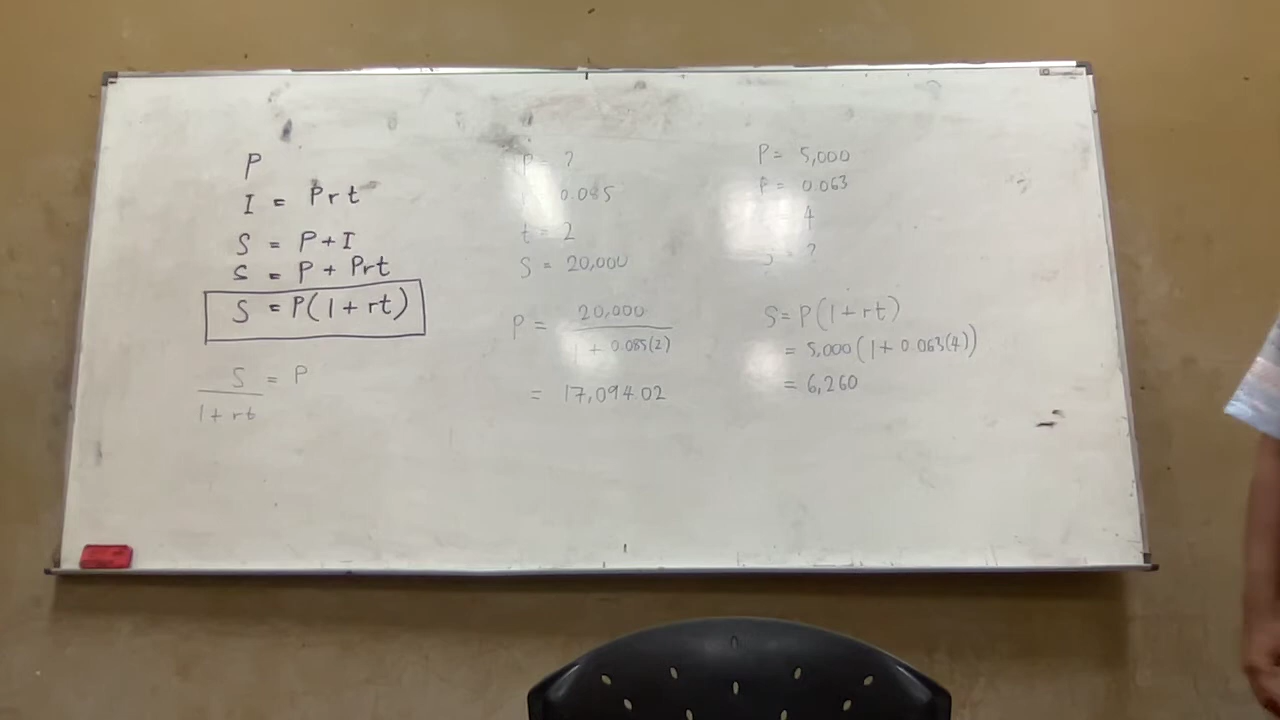 P
I = Prt
S = P+I
S = P + Prt
S = P(1+rt)
S = P
1+rt
P = ?
0.085
t = 2
S = 20,000
P = 20,000
1 + 0.085(2)
= 17,094.02
P = 5,000
r = 0.063
4
S = ?
S = P(1+rt)
= 5,000(1+0.063(4))
= 6,260